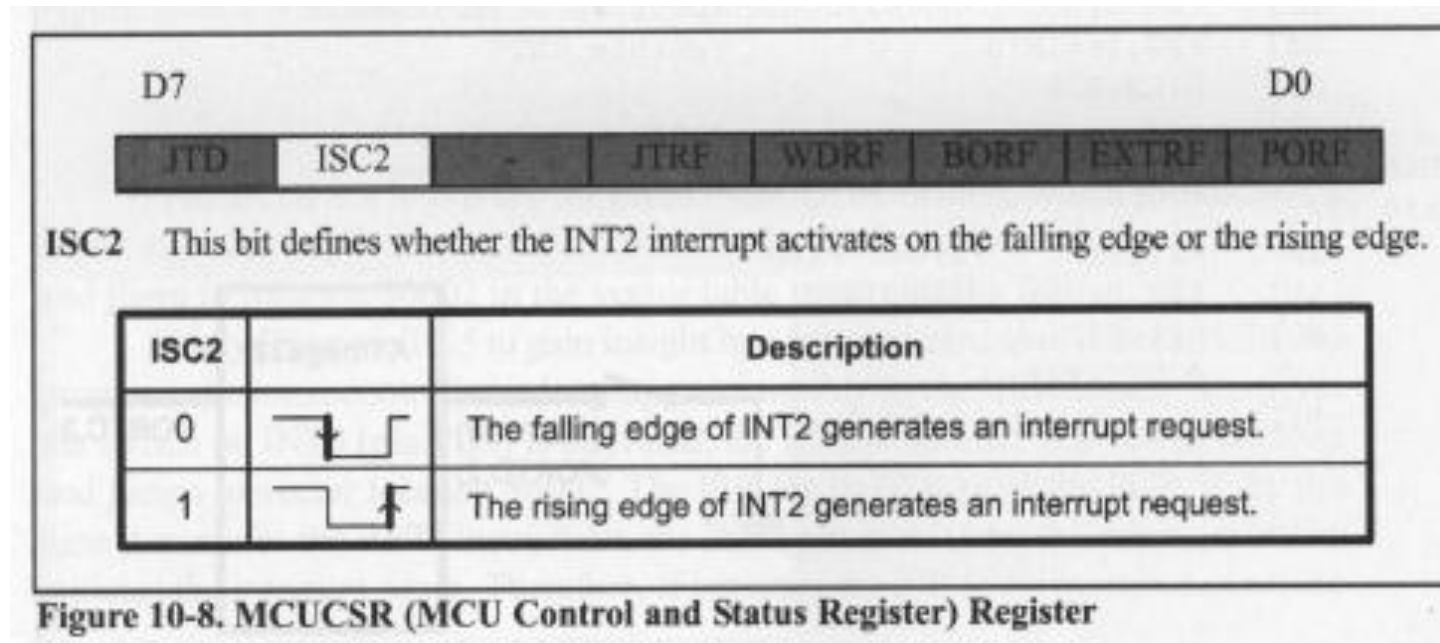 D7 D0
JTD ISC2 - JTRF WDRF BORF EXTRF PORF
ISC2 This bit defines whether the INT2 interrupt activates on the falling edge or the rising edge.
ISC2 Description
0 The falling edge of INT2 generates an interrupt request.
1 The rising edge of INT2 generates an interrupt request.
Figure 10-8. MCUCSR (MCU Control and Status Register) Register